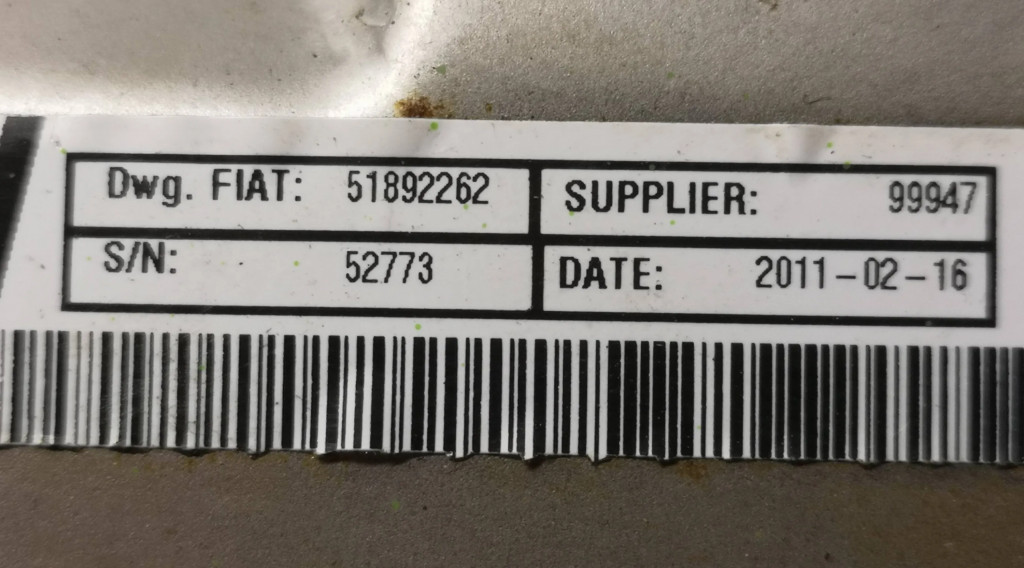 Dwg. FIAT: 51892262 SUPPLIER: 99947
S/N: 52773 DATE: 2011-02-16